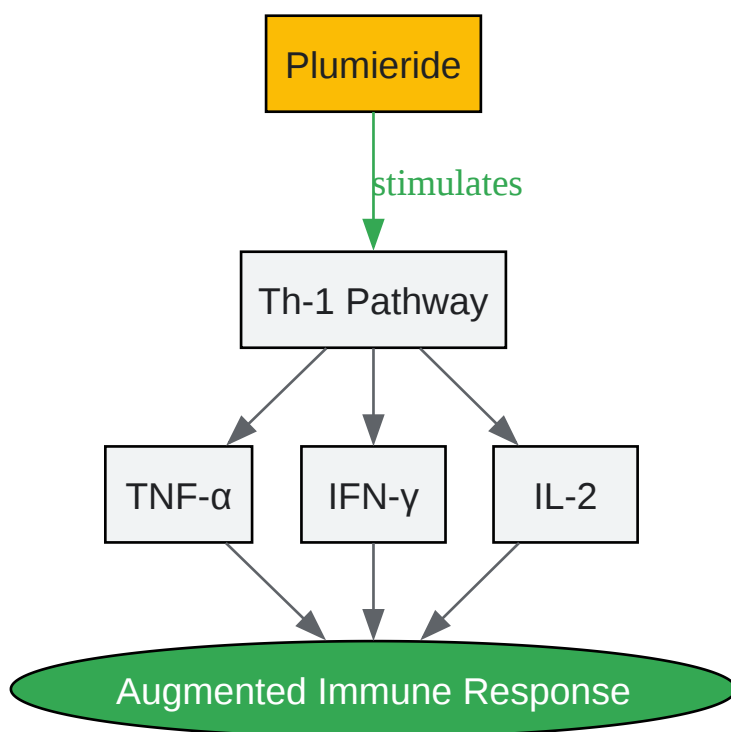 Plumieride
stimulates
Th-1 Pathway
TNF-α
IFN-γ
IL-2
Augmented Immune Response